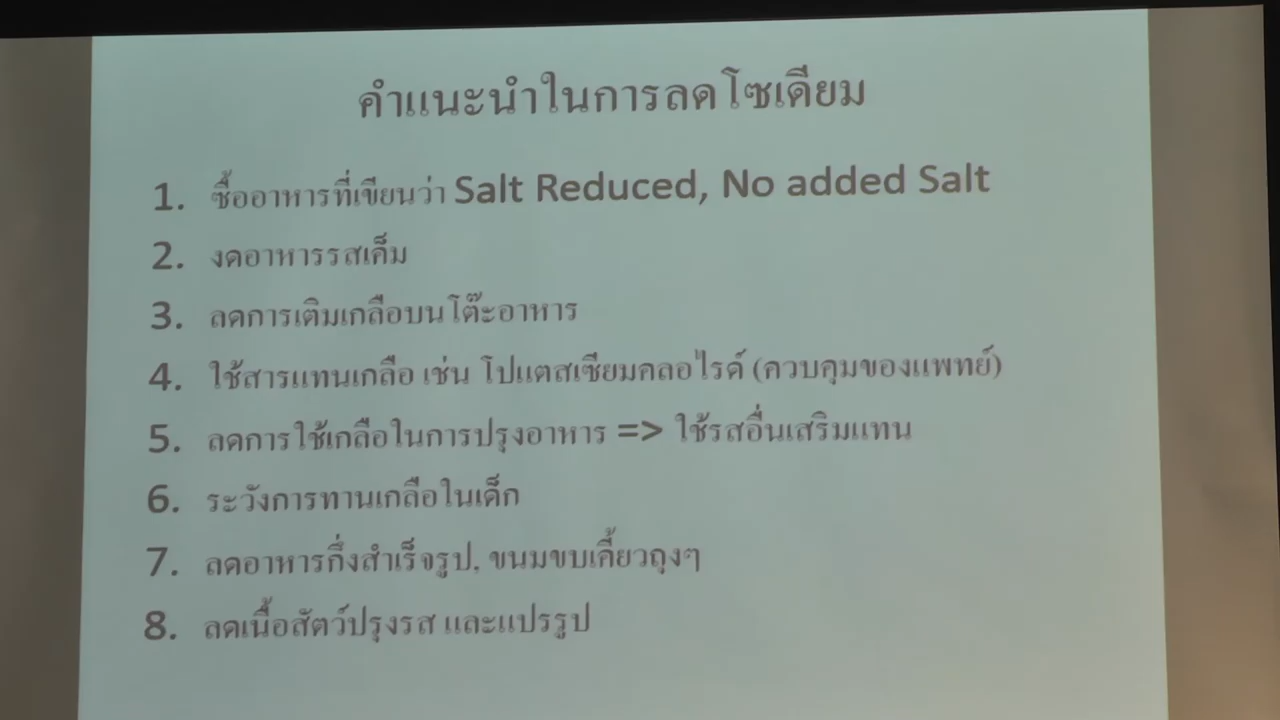 คำแนะนำในการลดโซเดียม
1. ซื้ออาหารที่เขียนว่า Salt Reduced, No added Salt
2. งดอาหารรสเค็ม
3. ลดการเติมเกลือบนโต๊ะอาหาร
4. ใช้สารแทนเกลือ เช่น โปแตสเซียมคลอไรด์ (ควบคุมของแพทย์)
5. ลดการใช้เกลือในการปรุงอาหาร => ใช้รสอื่นเสริมแทน
6. ระวังการทานเกลือในเด็ก
7. ลดอาหารกึ่งสำเร็จรูป, ขนมขบเคี้ยวถุงๆ
8. ลดเนื้อสัตว์ปรุงรส และแปรรูป